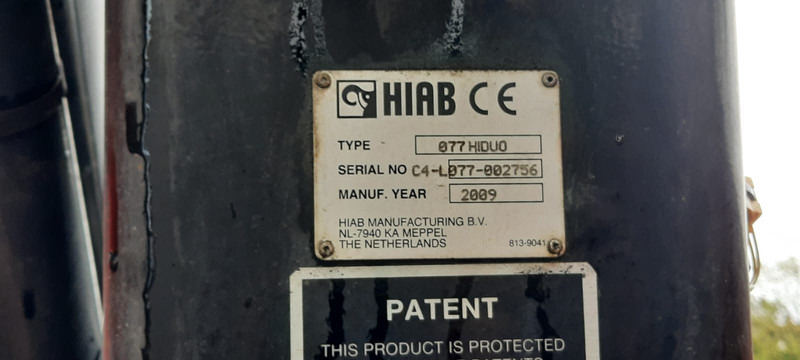 HIAB CE
TYPE 077 HIDUO
SERIAL NO C4-L077-002756
MANUF. YEAR 2009
HIAB MANUFACTURING B.V.
NL-7940 KA MEPPEL
THE NETHERLANDS 813-9041
PATENT
THIS PRODUCT IS PROTECTED